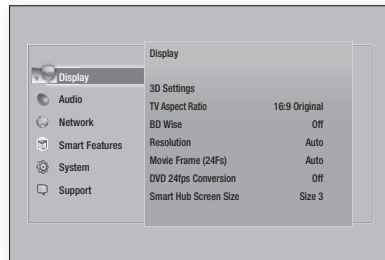 Display
Audio
Network
Smart Features
System
Support
Display
3D Settings
TV Aspect Ratio 16:9 Original
BD Wise Off
Resolution Auto
Movie Frame (24Fs) Auto
DVD 24fps Conversion Off
Smart Hub Screen Size Size 3